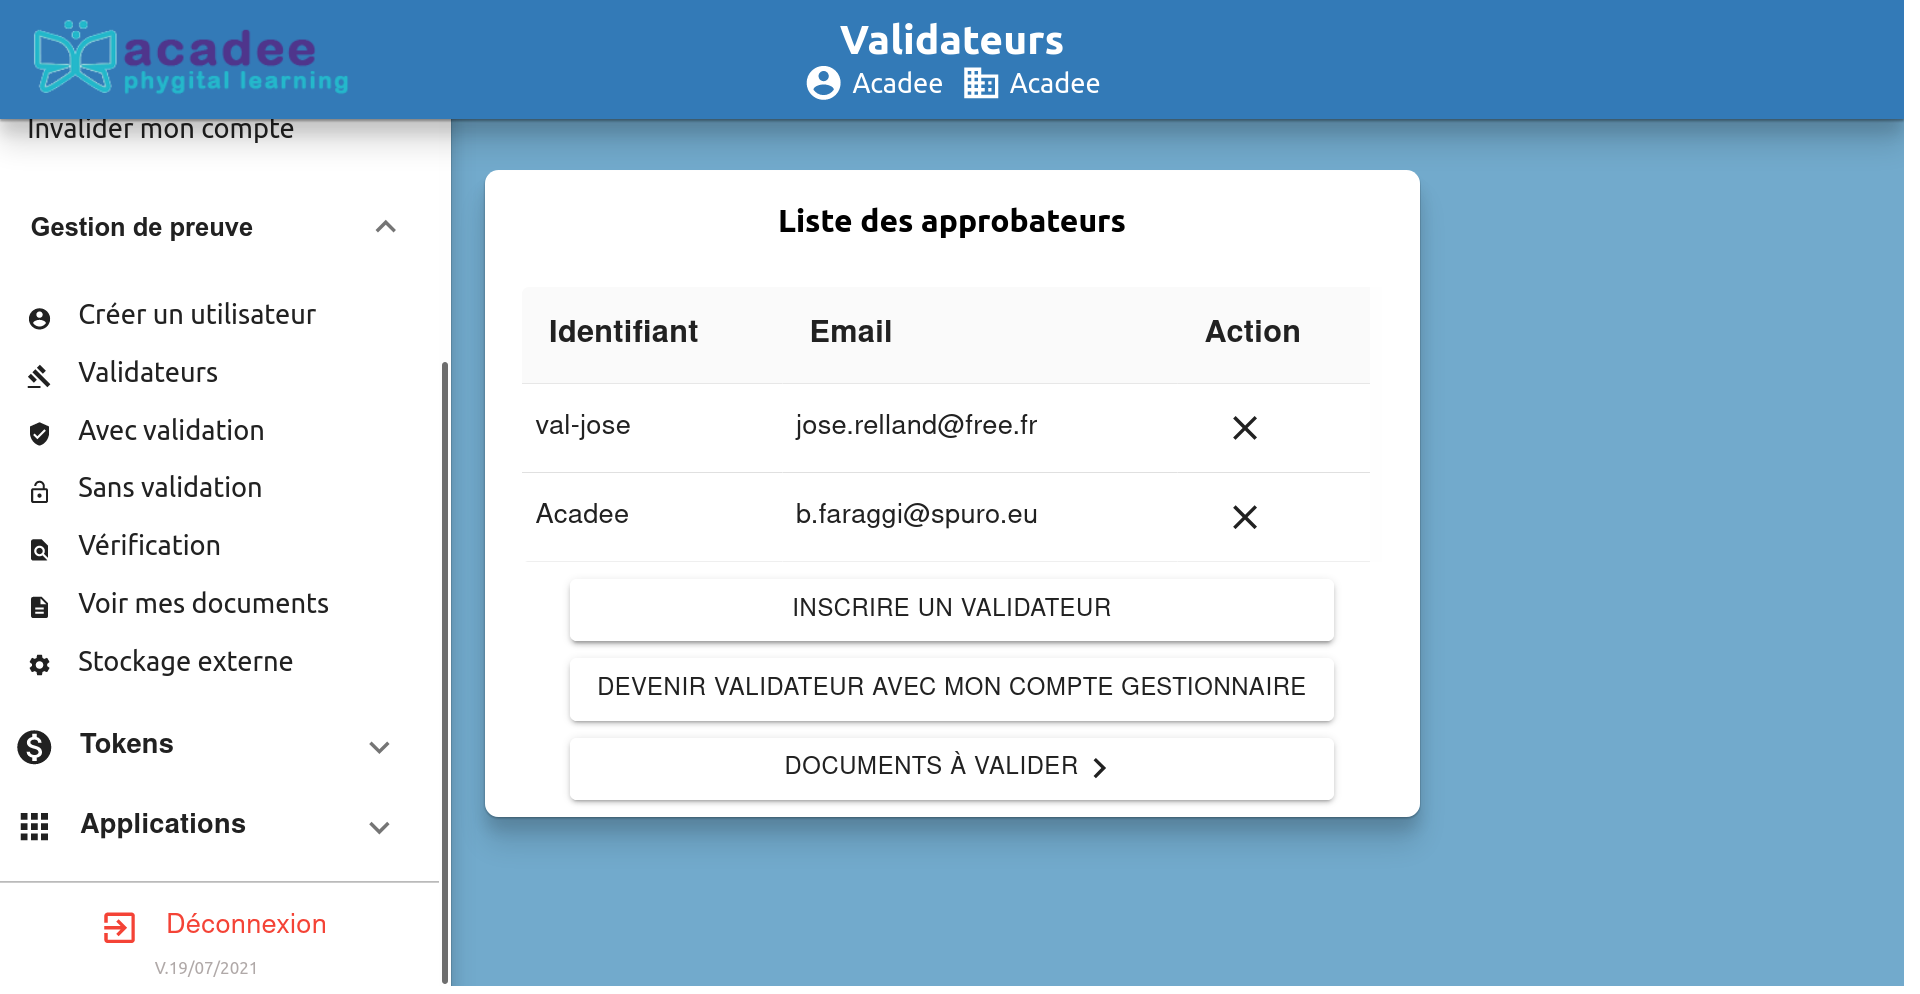 acadee
phygital learning
Validateurs
Acadee Acadee
Invalider mon compte
Gestion de preuve
Créer un utilisateur
Validateurs
Avec validation
Sans validation
Vérification
Voir mes documents
Stockage externe
Tokens
Applications
Déconnexion
V.19/07/2021
Liste des approbateurs
Identifiant Email Action
val-jose jose.relland@free.fr
Acadee b.faraggi@spuro.eu
INSCRIRE UN VALIDATEUR
DEVENIR VALIDATEUR AVEC MON COMPTE GESTIONNAIRE
DOCUMENTS À VALIDER